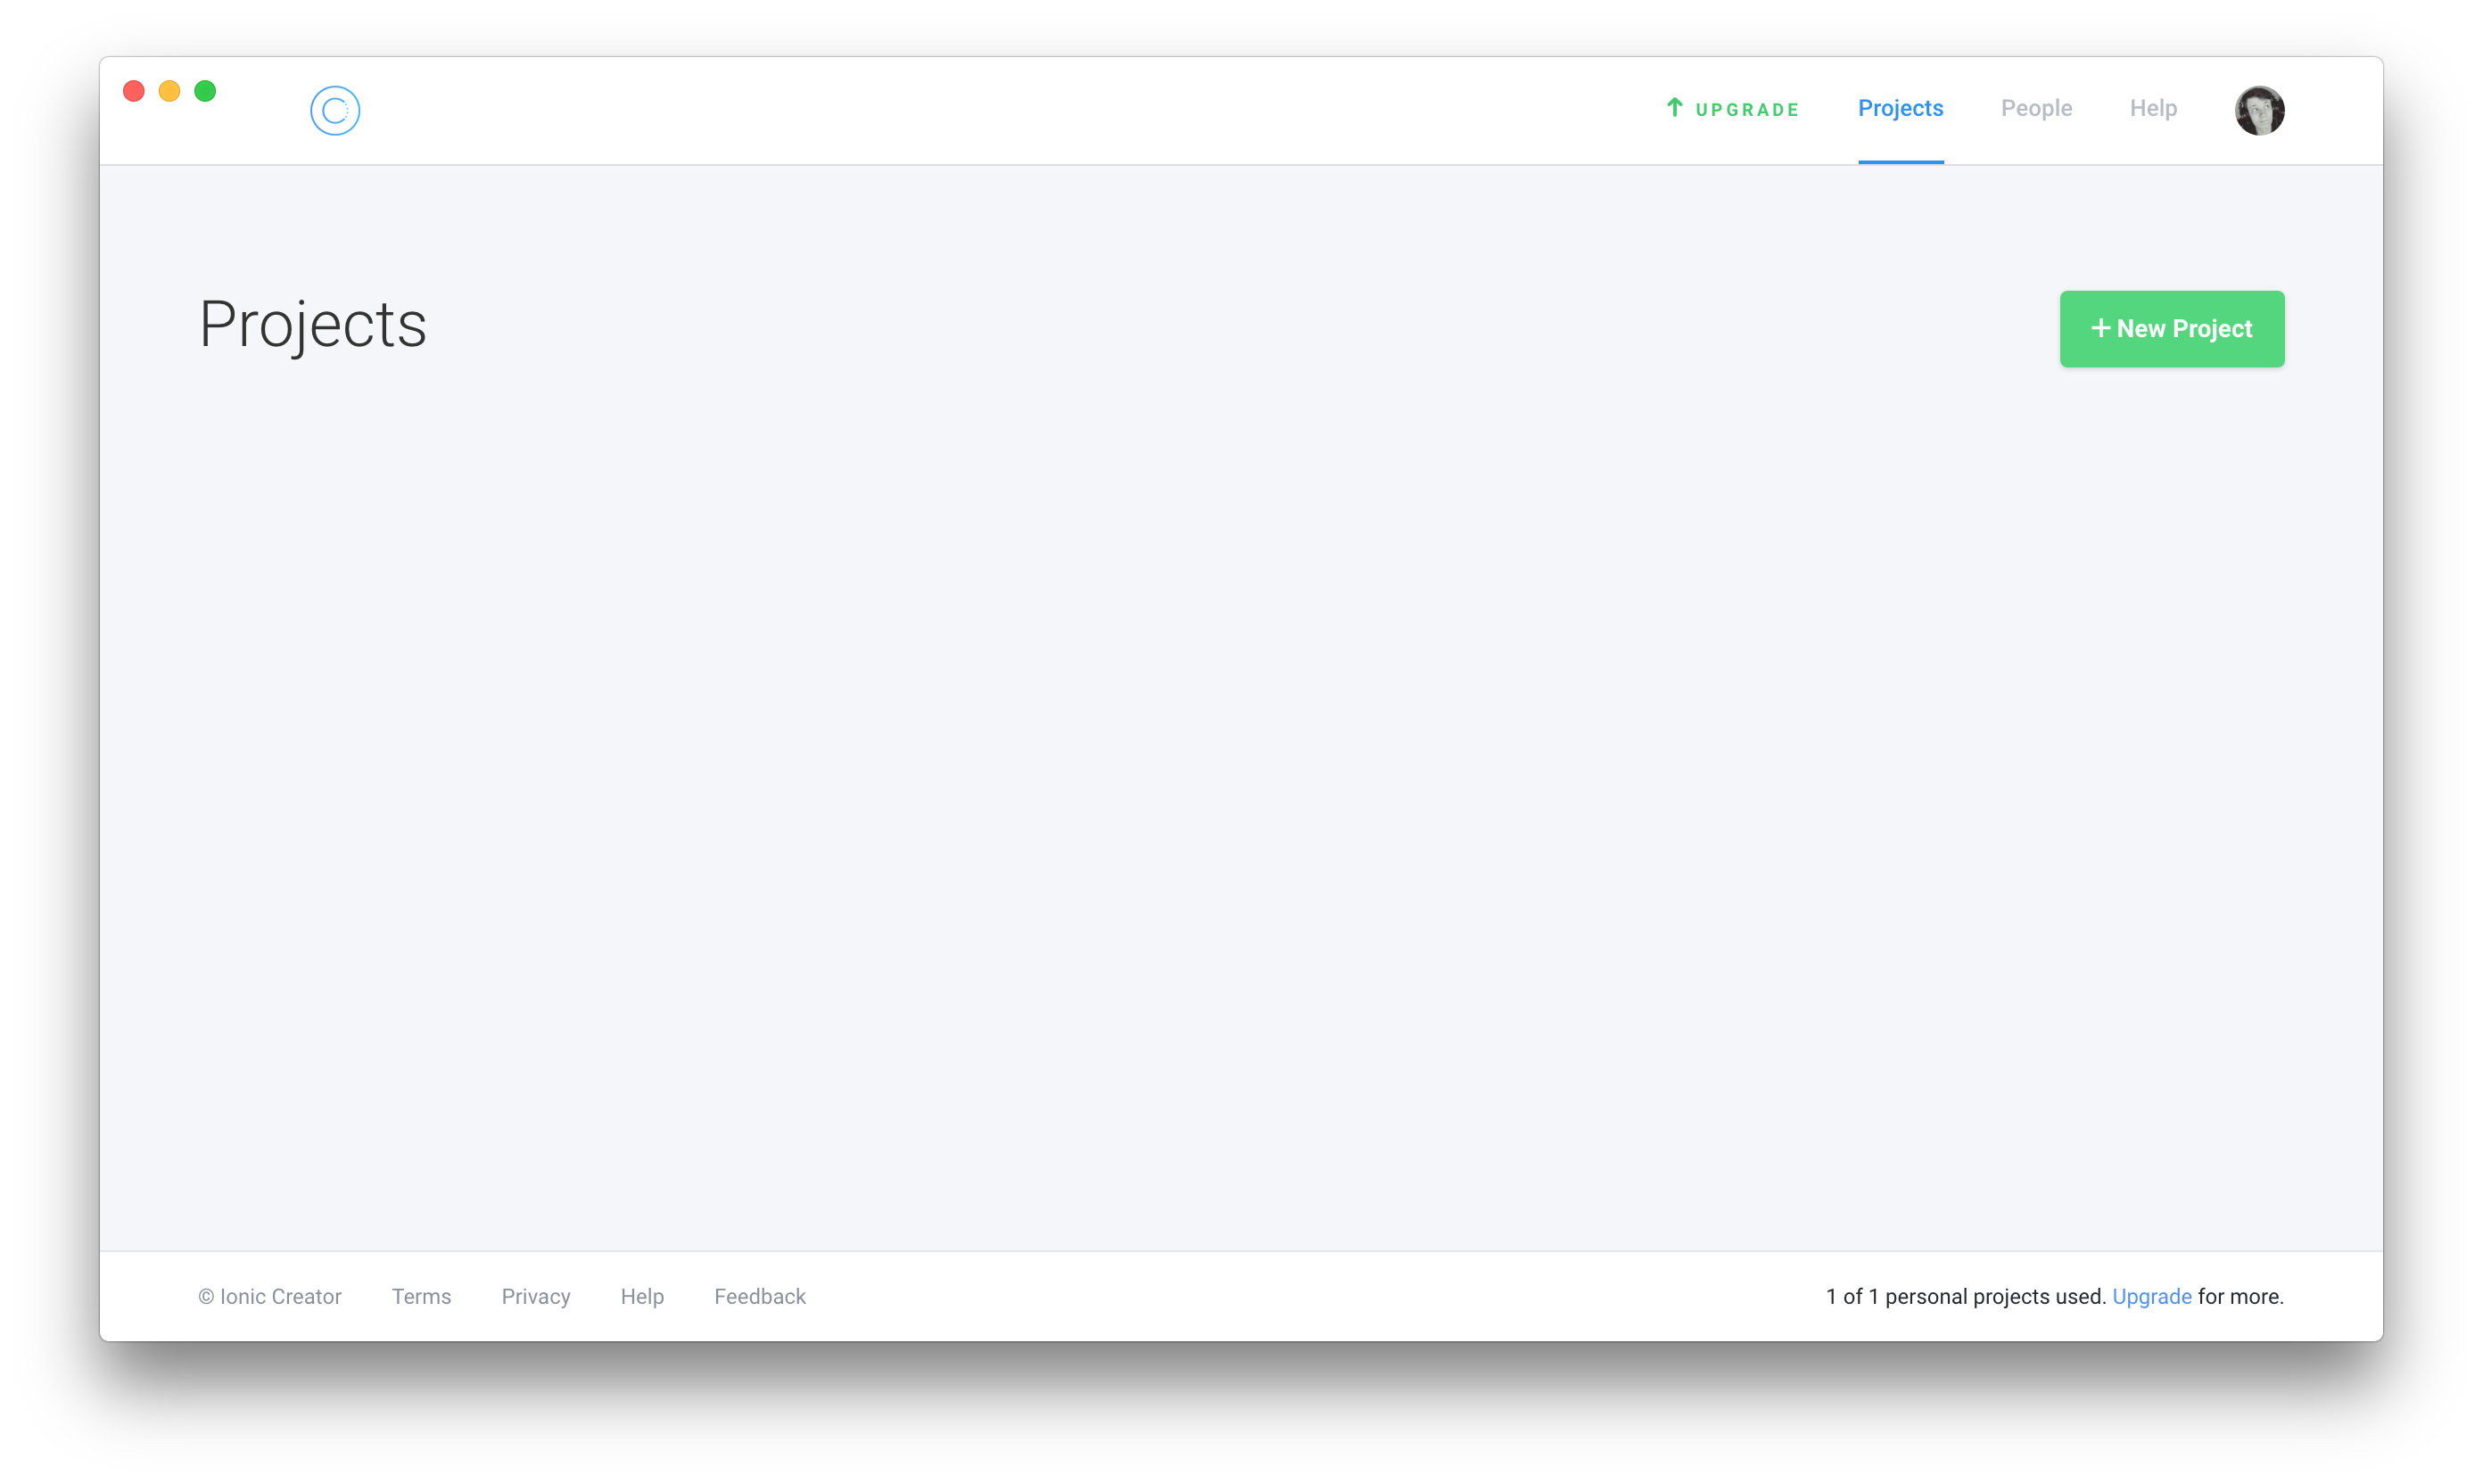 UPGRADE Projects People Help
Projects
+ New Project
© Ionic Creator Terms Privacy Help Feedback
1 of 1 personal projects used. Upgrade for more.